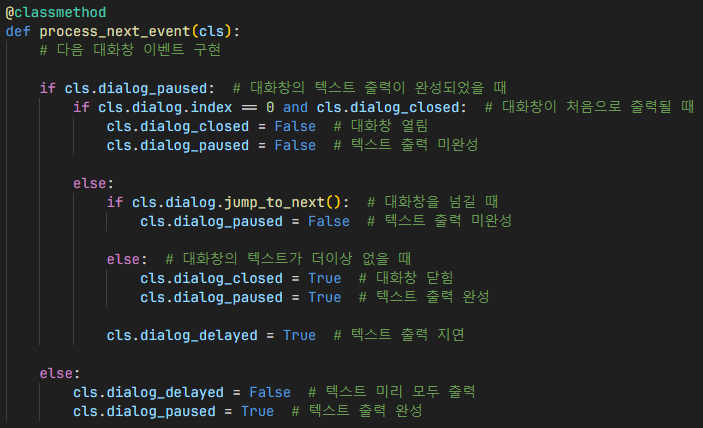 @classmethod
def process_next_event(cls):
    # 다음 대화창 이벤트 구현

    if cls.dialog_paused:  # 대화창의 텍스트 출력이 완성되었을 때
        if cls.dialog.index == 0 and cls.dialog_closed:  # 대화창이 처음으로 출력될 때
            cls.dialog_closed = False  # 대화창 열림
            cls.dialog_paused = False  # 텍스트 출력 미완성

        else:
            if cls.dialog.jump_to_next():  # 대화창을 넘길 때
                cls.dialog_paused = False  # 텍스트 출력 미완성

            else:  # 대화창의 텍스트가 더이상 없을 때
                cls.dialog_closed = True  # 대화창 닫힘
                cls.dialog_paused = True  # 텍스트 출력 완성

            cls.dialog_delayed = True  # 텍스트 출력 지연

    else:
        cls.dialog_delayed = False  # 텍스트 미리 모두 출력
        cls.dialog_paused = True  # 텍스트 출력 완성